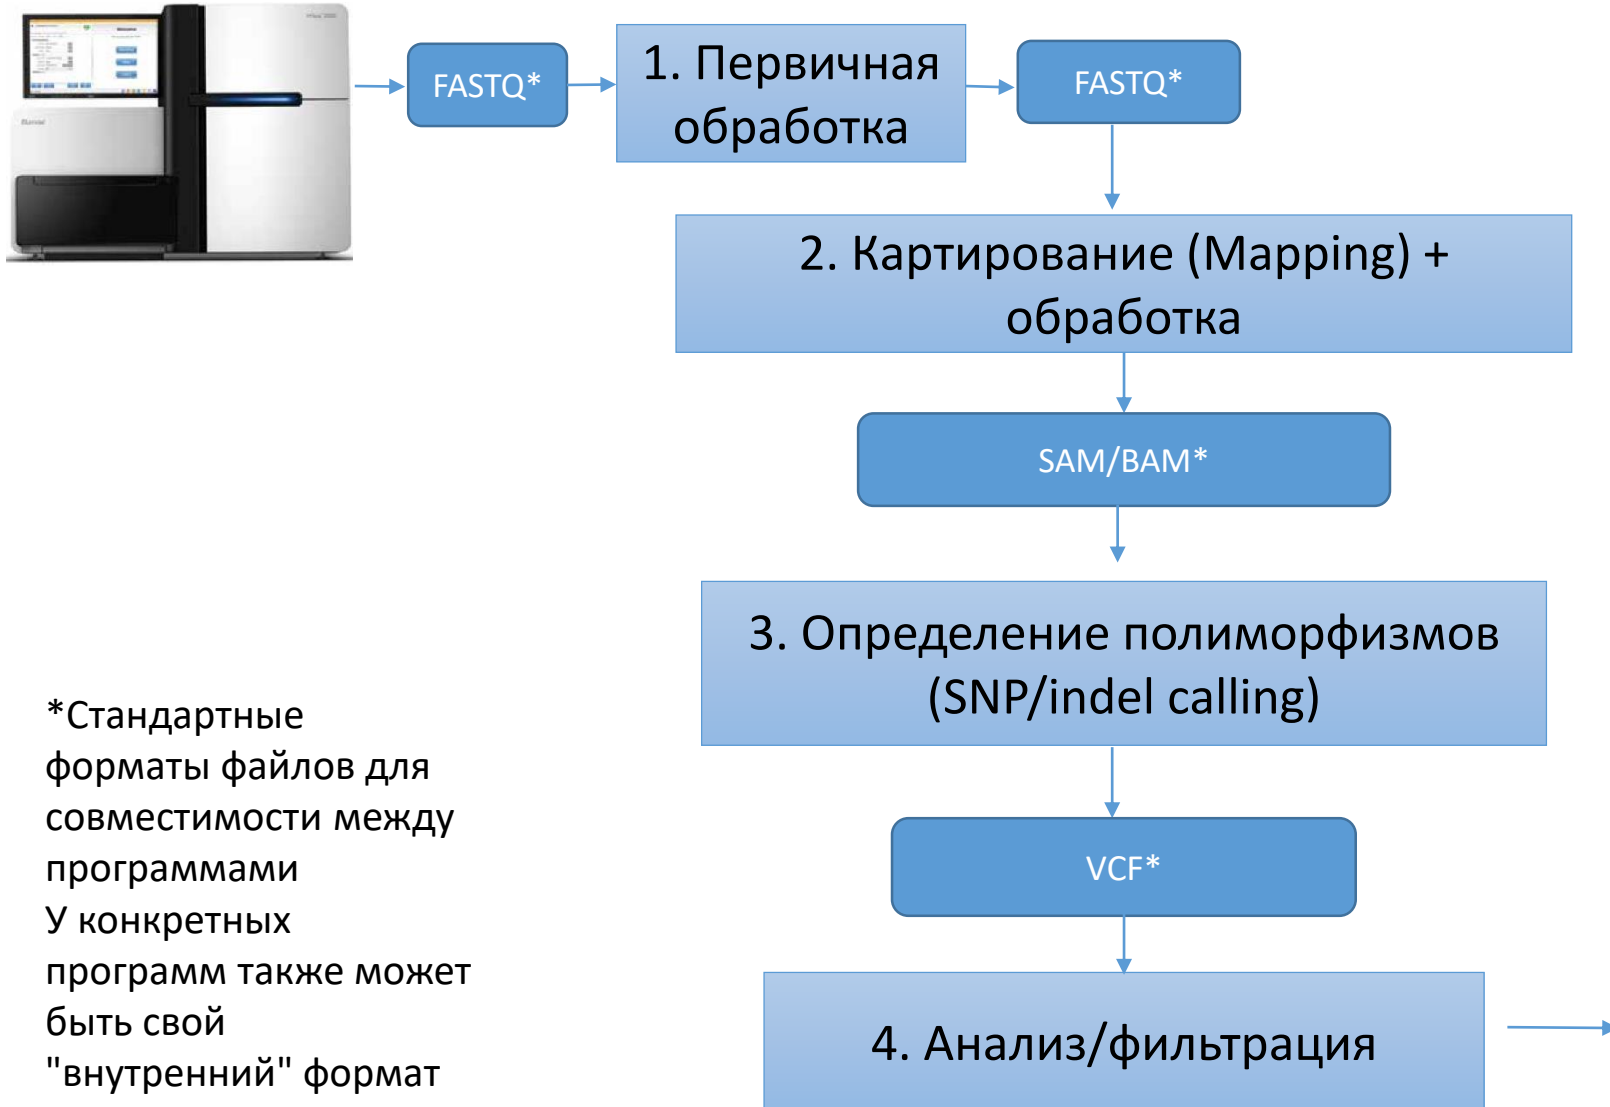 FASTQ*
1. Первичная
обработка
FASTQ*
2. Картирование (Mapping) +
обработка
SAM/BAM*
3. Определение полиморфизмов
(SNP/indel calling)
VCF*
4. Анализ/фильтрация
*Стандартные
форматы файлов для
совместимости между
программами
У конкретных
программ также может
быть свой
"внутренний" формат